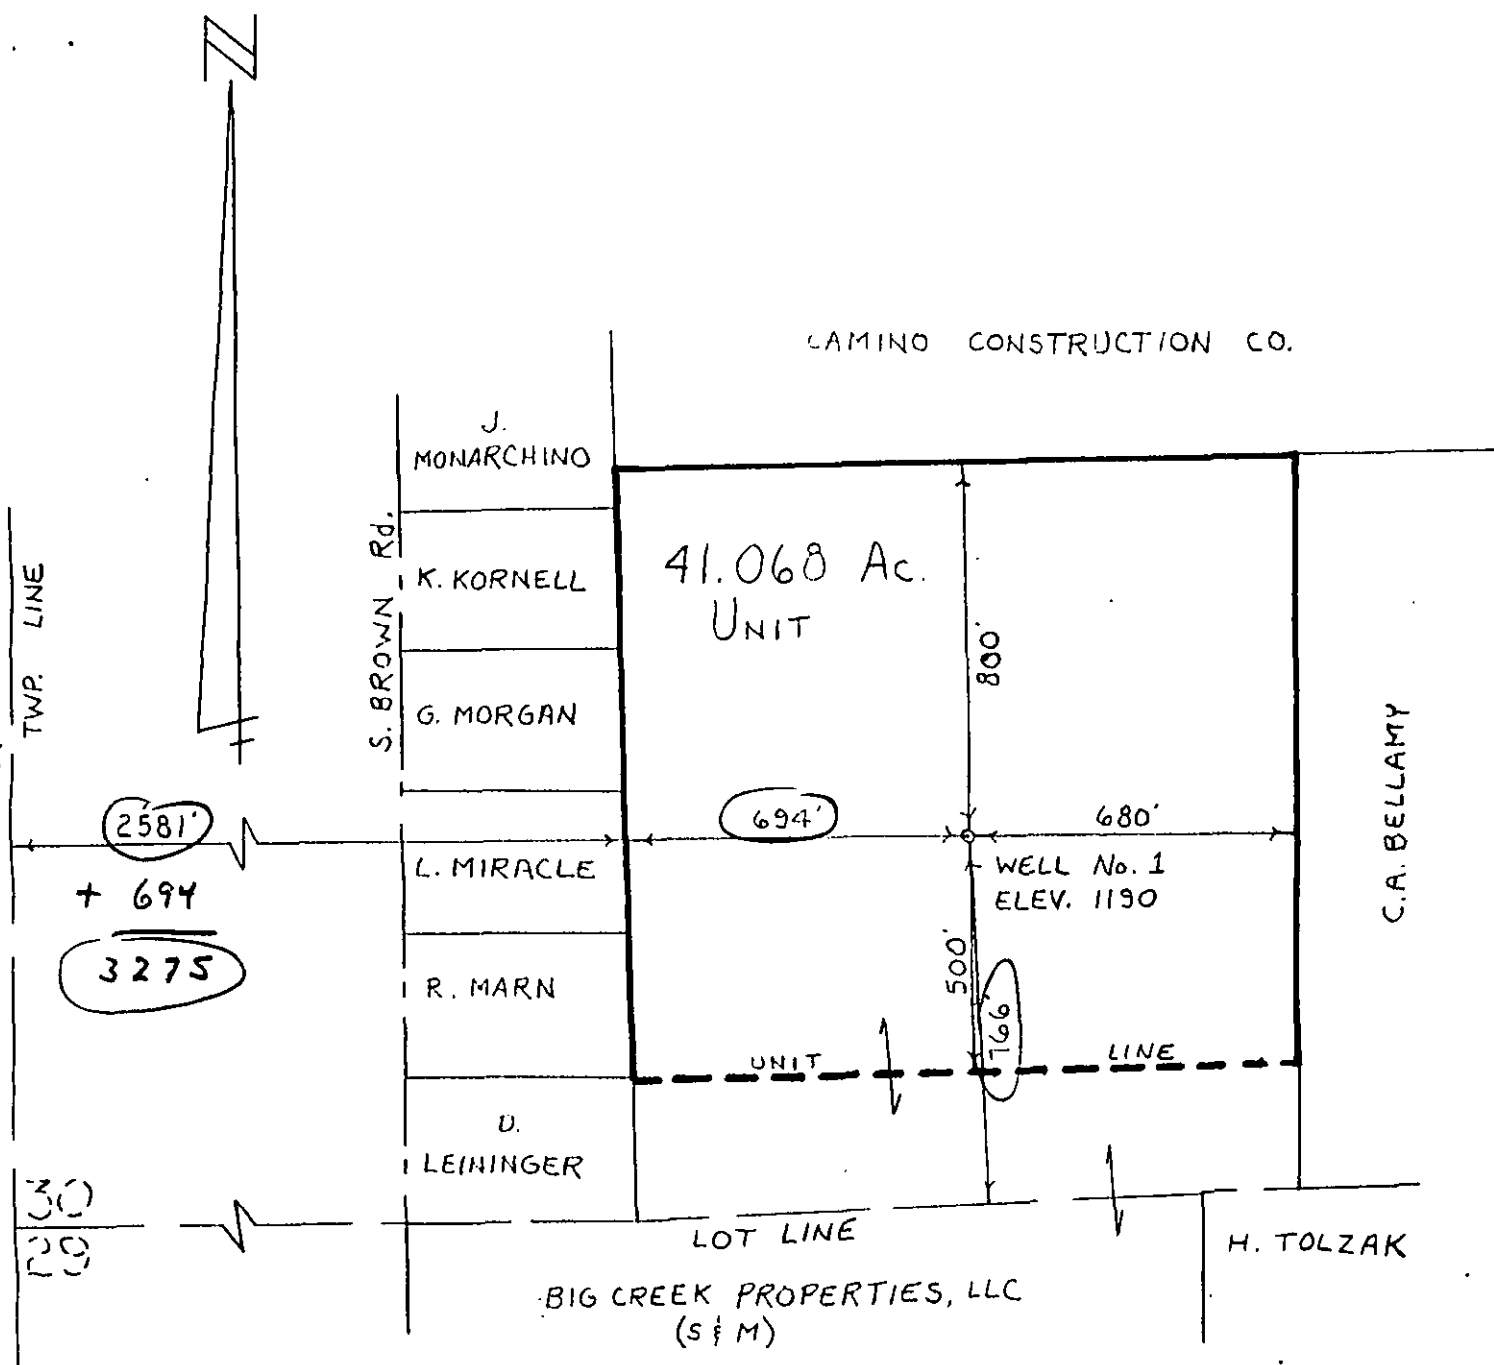 N
CAMINO CONSTRUCTION CO.
J.
MONARCHINO
K. KORNELL
G. MORGAN
L. MIRACLE
R. MARN
D.
LEININGER
TWP. LINE
S. BROWN Rd.
41.068 Ac.
UNIT
800'
2581'
+ 694
3275
694'
680'
WELL No. 1
ELEV. 1190
500'
766'
C.A. BELLAMY
UNIT LINE
30
29
LOT LINE
H. TOLZAK
BIG CREEK PROPERTIES, LLC
(S & M)